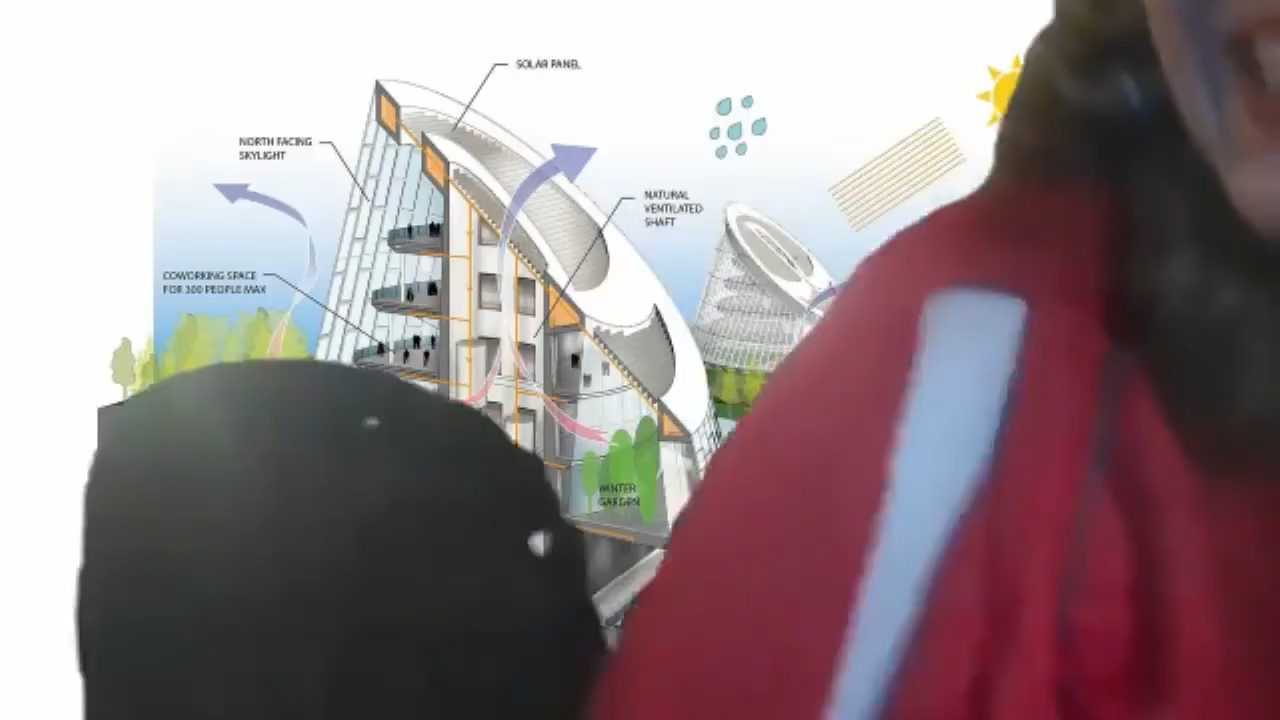 SOLAR PANEL
NORTH FACING
SKYLIGHT
NATURAL
VENTILATED
SHAFT
COWORKING SPACE
FOR 300 PEOPLE MAX
WINTER
GARDEN